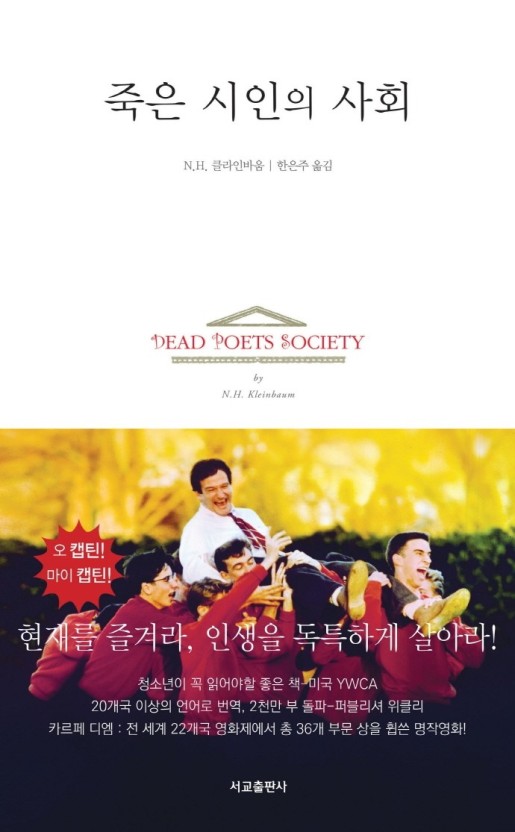 죽은 시인의 사회
N.H. 클라인바움 | 한은주 옮김
DEAD POETS SOCIETY
by
N.H. Kleinbaum
오 캡틴!
마이 캡틴!
현재를 즐겨라, 인생을 독특하게 살아라!
청소년이 꼭 읽어야할 좋은 책-미국 YWCA
20개국 이상의 언어로 번역, 2천만 부 돌파-퍼블리셔 위클리
카르페 디엠 : 전 세계 22개국 영화제에서 총 36개 부문 상을 휩쓴 명작영화!
서교출판사